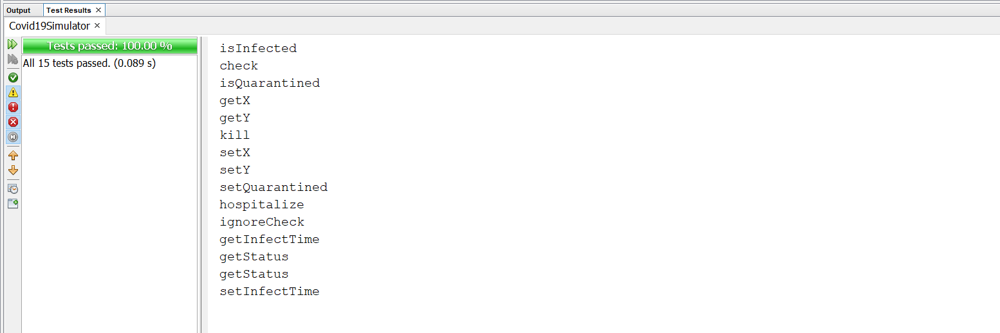 Output Test Results
Covid19Simulator
Tests passed: 100.00 %
All 15 tests passed. (0.089 s)
isInfected
check
isQuarantined
getX
getY
kill
setX
setY
setQuarantined
hospitalize
ignoreCheck
getInfectTime
getStatus
getStatus
setInfectTime